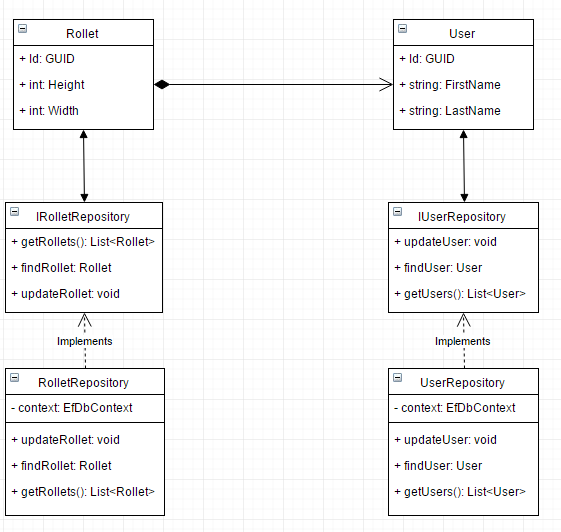 Rollet
+ Id: GUID
+ int: Height
+ int: Width
User
+ Id: GUID
+ string: FirstName
+ string: LastName
IRolletRepository
+ getRollets(): List<Rollet>
+ findRollet: Rollet
+ updateRollet: void
IUserRepository
+ updateUser: void
+ findUser: User
+ getUsers(): List<User>
Implements
Implements
RolletRepository
- context: EfDbContext
+ updateRollet: void
+ findRollet: Rollet
+ getRollets(): List<Rollet>
UserRepository
- context: EfDbContext
+ updateUser: void
+ findUser: User
+ getUsers(): List<User>